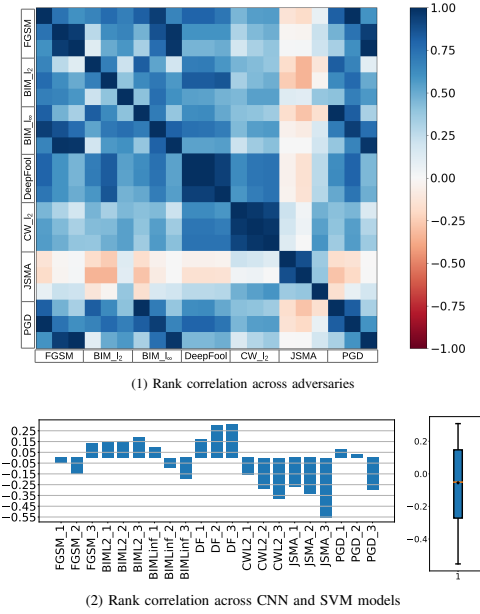 FGSM
BIM_l₂
BIM_l∞
DeepFool
CW_l₂
JSMA
PGD
FGSM BIM_l₂ BIM_l∞ DeepFool CW_l₂ JSMA PGD
1.00
0.75
0.50
0.25
0.00
−0.25
−0.50
−0.75
−1.00
(1) Rank correlation across adversaries
0.25
0.15
0.05
−0.05
−0.15
−0.25
−0.35
−0.45
−0.55
FGSM_1
FGSM_2
FGSM_3
BIML2_1
BIML2_2
BIML2_3
BIMLinf_1
BIMLinf_2
BIMLinf_3
DF_1
DF_2
DF_3
CWL2_1
CWL2_2
CWL2_3
JSMA_1
JSMA_2
JSMA_3
PGD_1
PGD_2
PGD_3
0.2
0.0
−0.2
−0.4
1
(2) Rank correlation across CNN and SVM models